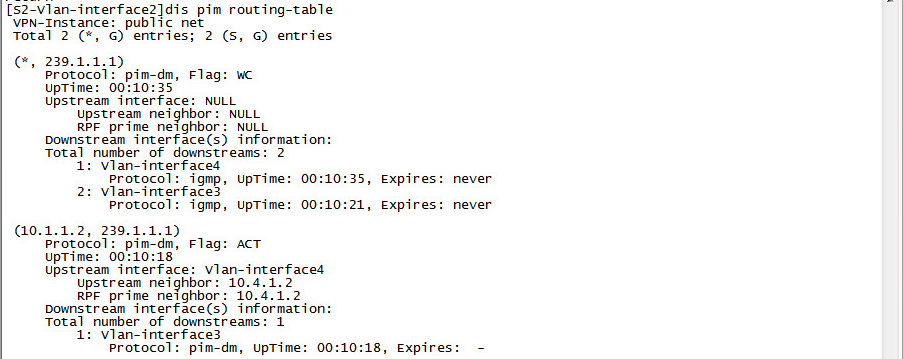 [S2-Vlan-interface2]dis pim routing-table
VPN-Instance: public net
Total 2 (*, G) entries; 2 (S, G) entries
(*, 239.1.1.1)
Protocol: pim-dm, Flag: WC
UpTime: 00:10:35
Upstream interface: NULL
Upstream neighbor: NULL
RPF prime neighbor: NULL
Downstream interface(s) information:
Total number of downstreams: 2
1: Vlan-interface4
Protocol: igmp, UpTime: 00:10:35, Expires: never
2: Vlan-interface3
Protocol: igmp, UpTime: 00:10:21, Expires: never
(10.1.1.2, 239.1.1.1)
Protocol: pim-dm, Flag: ACT
UpTime: 00:10:18
Upstream interface: Vlan-interface4
Upstream neighbor: 10.4.1.2
RPF prime neighbor: 10.4.1.2
Downstream interface(s) information:
Total number of downstreams: 1
1: Vlan-interface3
Protocol: pim-dm, UpTime: 00:10:18, Expires: -